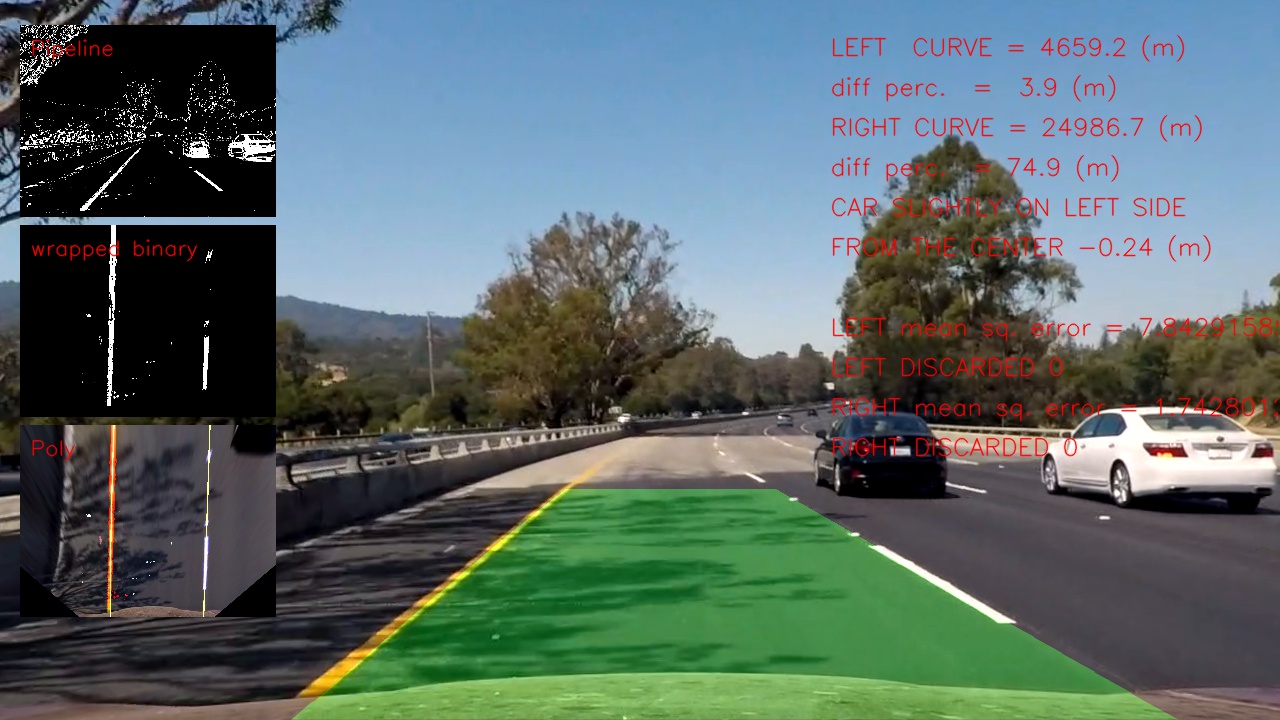 Pipeline
wrapped binary
Poly
LEFT CURVE = 4659.2 (m)
diff perc. = 3.9 (m)
RIGHT CURVE = 24986.7 (m)
diff perc. = 74.9 (m)
CAR SLIGHTLY ON LEFT SIDE
FROM THE CENTER -0.24 (m)
LEFT mean sq. error = 7.8429158
LEFT DISCARDED 0
RIGHT mean sq. error = 1.742801
RIGHT DISCARDED 0